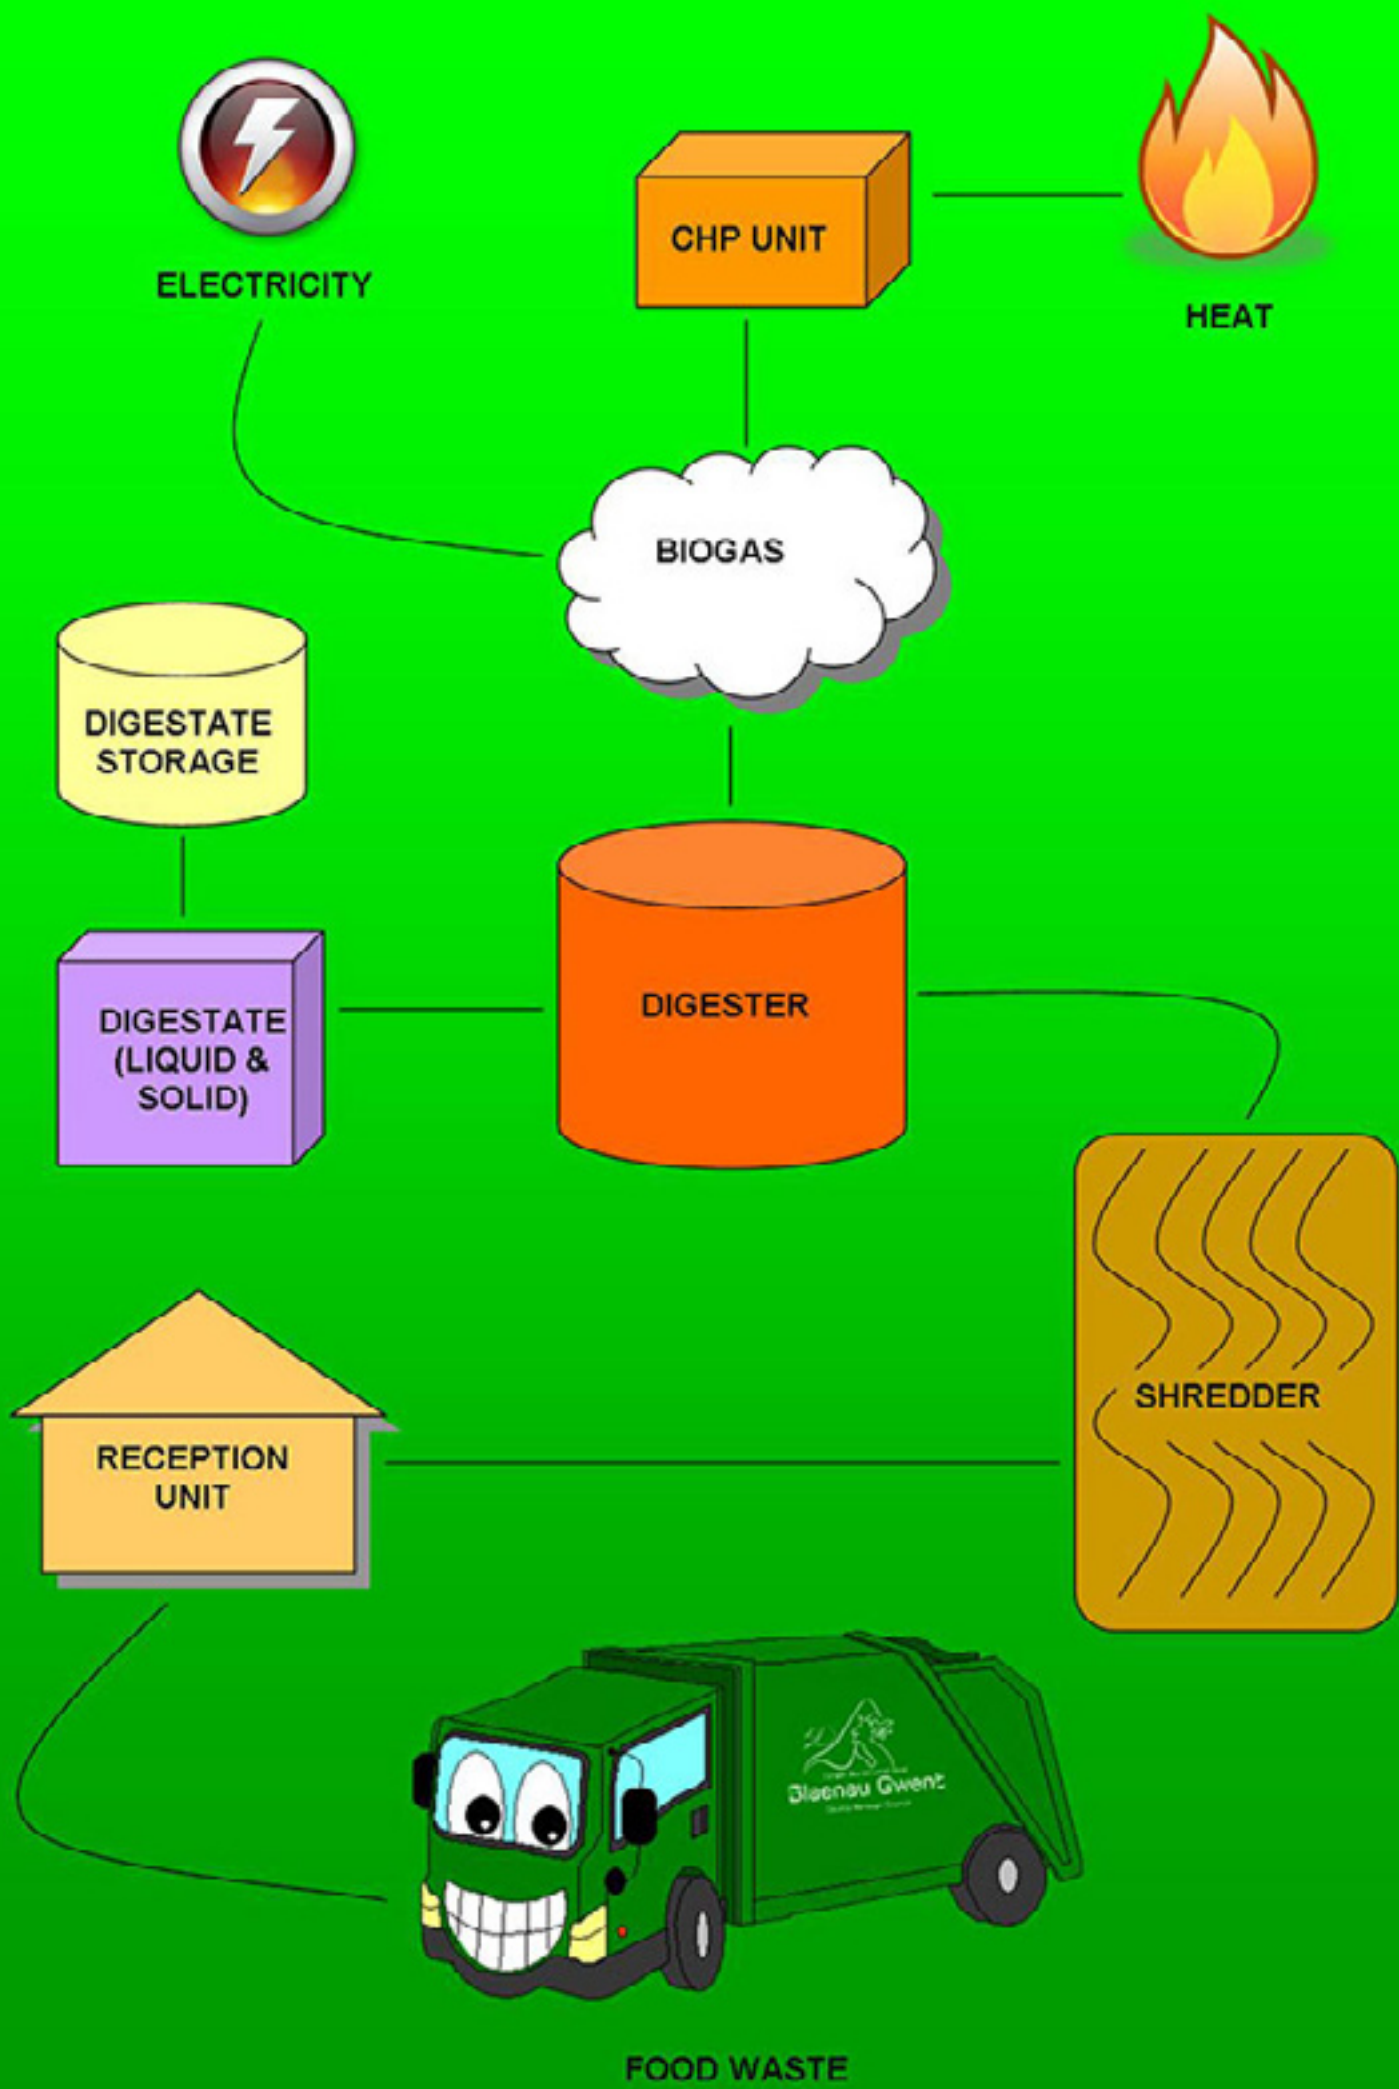 ELECTRICITY
CHP UNIT
HEAT
BIOGAS
DIGESTATE
STORAGE
DIGESTER
DIGESTATE
(LIQUID &
SOLID)
SHREDDER
RECEPTION
UNIT
Blaenau Gwent
FOOD WASTE